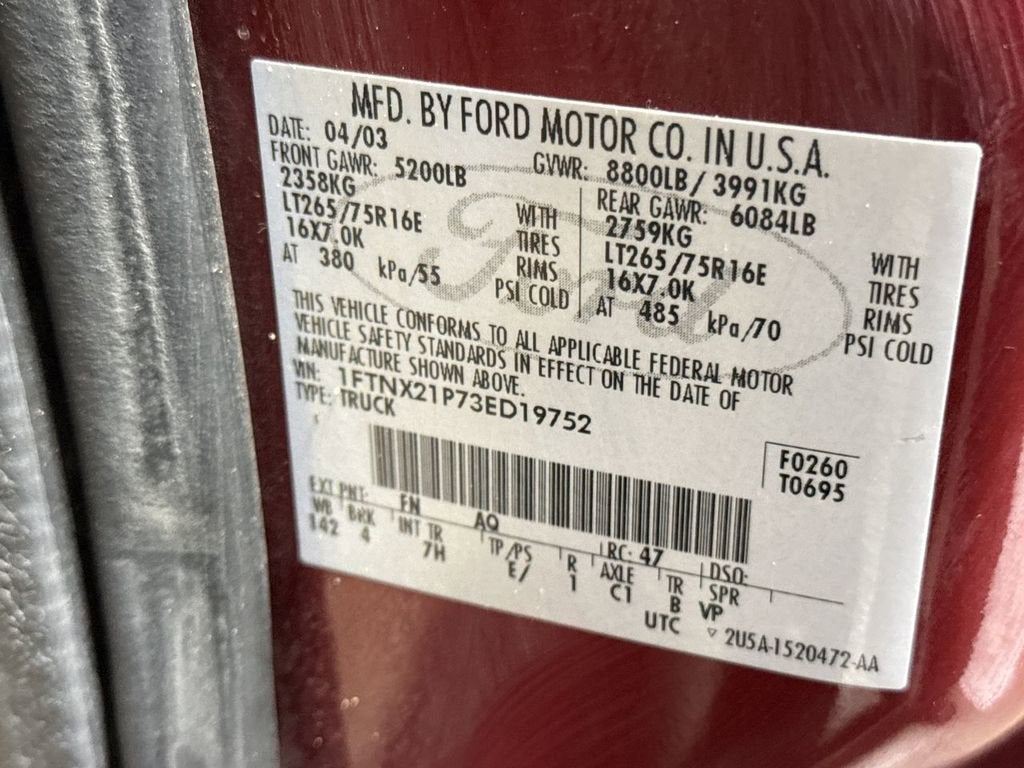 MFD. BY FORD MOTOR CO. IN U.S.A.
DATE: 04/03 GVWR: 8800LB/ 3991KG
FRONT GAWR: 5200LB REAR GAWR: 6084LB
2358KG WITH 2759KG WITH
LT265/75R16E TIRES LT265/75R16E TIRES
16X7.0K RIMS 16X7.0K RIMS
AT 380 kPa/55 PSI COLD AT 485 kPa/70 PSI COLD
THIS VEHICLE CONFORMS TO ALL APPLICABLE FEDERAL MOTOR
VEHICLE SAFETY STANDARDS IN EFFECT ON THE DATE OF
MANUFACTURE SHOWN ABOVE.
VIN: 1FTNX21P73ED19752
TYPE: TRUCK
F0260
T0695
EXT PNT: FN AQ RC: 47 DSO:
WB BRK INT TR TP/PS R AXLE TR SPR
142 4 7H E/ 1 C1 B VP
UTC ▽ 2U5A-1520472-AA
Ford